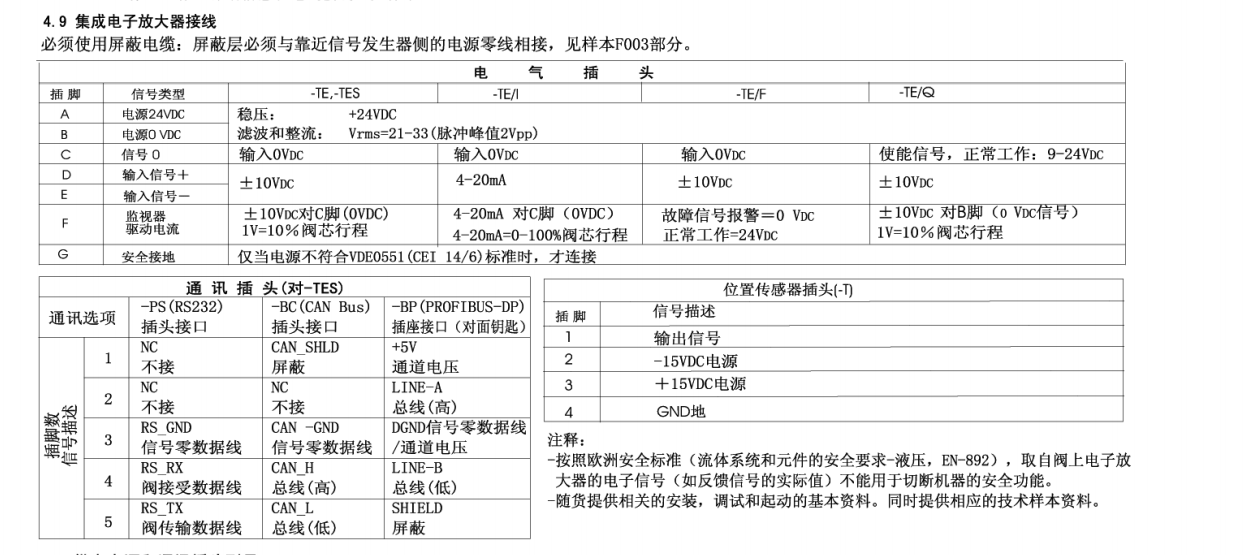 4.9 集成电子放大器接线
必须使用屏蔽电缆：屏蔽层必须与靠近信号发生器侧的电源零线相接，见样本F003部分。
电 气 插 头
插 脚 信号类型 -TE,-TES -TE/I -TE/F -TE/Q
A 电源24VDC 稳压： +24VDC
B 电源0 VDC 滤波和整流： Vrms=21-33(脉冲峰值2Vpp)
C 信号 0 输入0VDC 输入0VDC 输入0VDC 使能信号，正常工作：9-24VDC
D 输入信号＋ ±10VDC 4-20mA ±10VDC ±10VDC
E 输入信号－
F 监视器 ±10VDC对C脚(0VDC) 4-20mA 对C脚（0VDC） 故障信号报警＝0 VDC ±10VDC 对B脚（0 VDC信号）
驱动电流 1V=10％阀芯行程 4-20mA=0-100%阀芯行程 正常工作=24VDC 1V=10％阀芯行程
G 安全接地 仅当电源不符合VDE0551(CEI 14/6)标准时，才连接
通 讯 插 头(对-TES)
通讯选项 -PS(RS232) -BC(CAN Bus) -BP(PROFIBUS-DP)
插头接口 插头接口 插座接口（对面钥匙）
插脚数
信号描述
1 NC CAN_SHLD +5V
不接 屏蔽 通道电压
2 NC NC LINE-A
不接 不接 总线(高)
3 RS_GND CAN -GND DGND信号零数据线
信号零数据线 信号零数据线 /通道电压
4 RS_RX CAN_H LINE-B
阀接受数据线 总线(高) 总线(低)
5 RS_TX CAN_L SHIELD
阀传输数据线 总线(低) 屏蔽
位置传感器插头(-T)
插 脚 信号描述
1 输出信号
2 -15VDC电源
3 ＋15VDC电源
4 GND地
注释：
-按照欧洲安全标准（流体系统和元件的安全要求-液压，EN-892），取自阀上电子放
大器的电子信号（如反馈信号的实际值）不能用于切断机器的安全功能。
-随货提供相关的安装，调试和起动的基本资料。同时提供相应的技术样本资料。